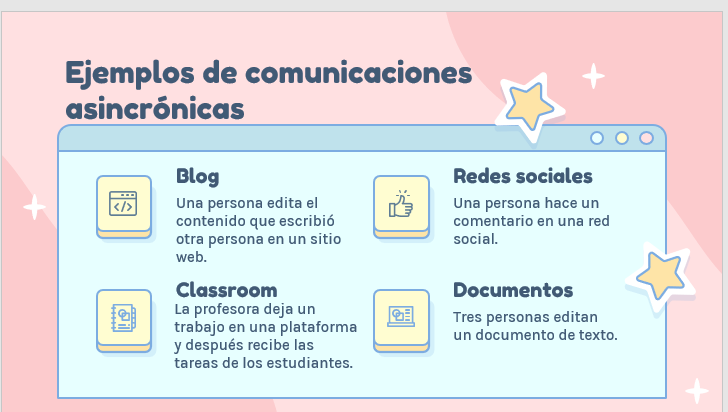 Ejemplos de comunicaciones
asincrónicas
Blog
Una persona edita el
contenido que escribió
otra persona en un sitio
web.
Redes sociales
Una persona hace un
comentario en una red
social.
Classroom
La profesora deja un
trabajo en una plataforma
y después recibe las
tareas de los estudiantes.
Documentos
Tres personas editan
un documento de texto.